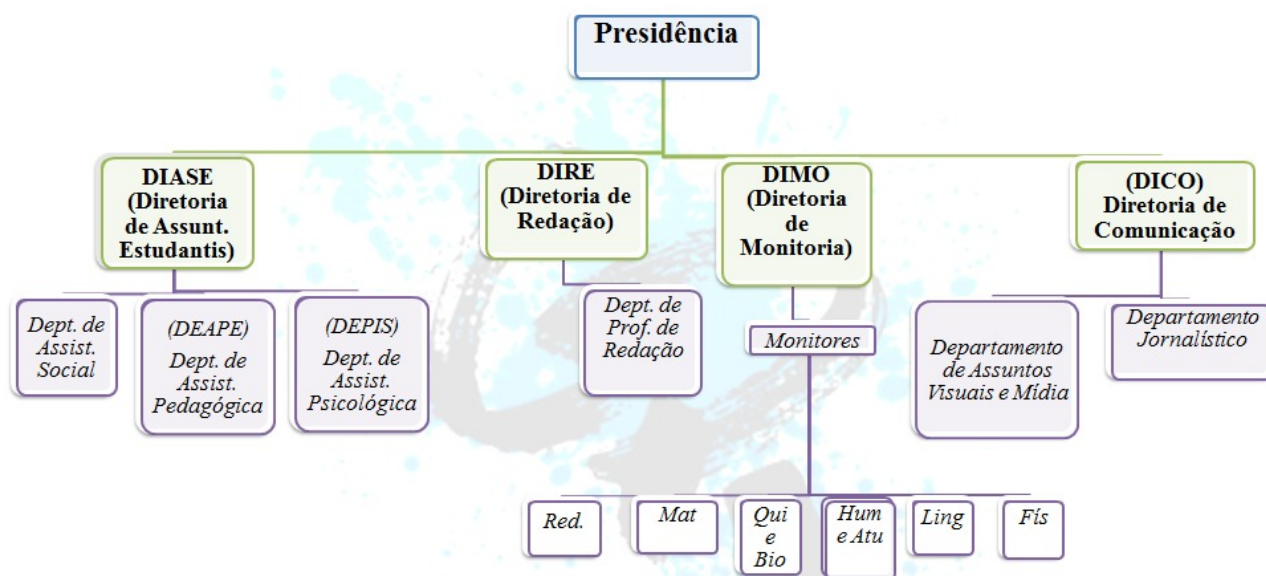 Presidência
DIASE
(Diretoria
de Assunt.
Estudantis)
DIRE
(Diretoria de
Redação)
DIMO
(Diretoria
de
Monitoria)
(DICO)
Diretoria de
Comunicação
Dept. de
Assist.
Social
(DEAPE)
Dept. de
Assist.
Pedagógica
(DEPIS)
Dept. de
Assist.
Psicológica
Dept. de
Prof. de
Redação
Monitores
Departamento
de Assuntos
Visuais e Mídia
Departamento
Jornalístico
Red.
Mat
Qui
e
Bio
Hum
e Atu
Ling
Fís